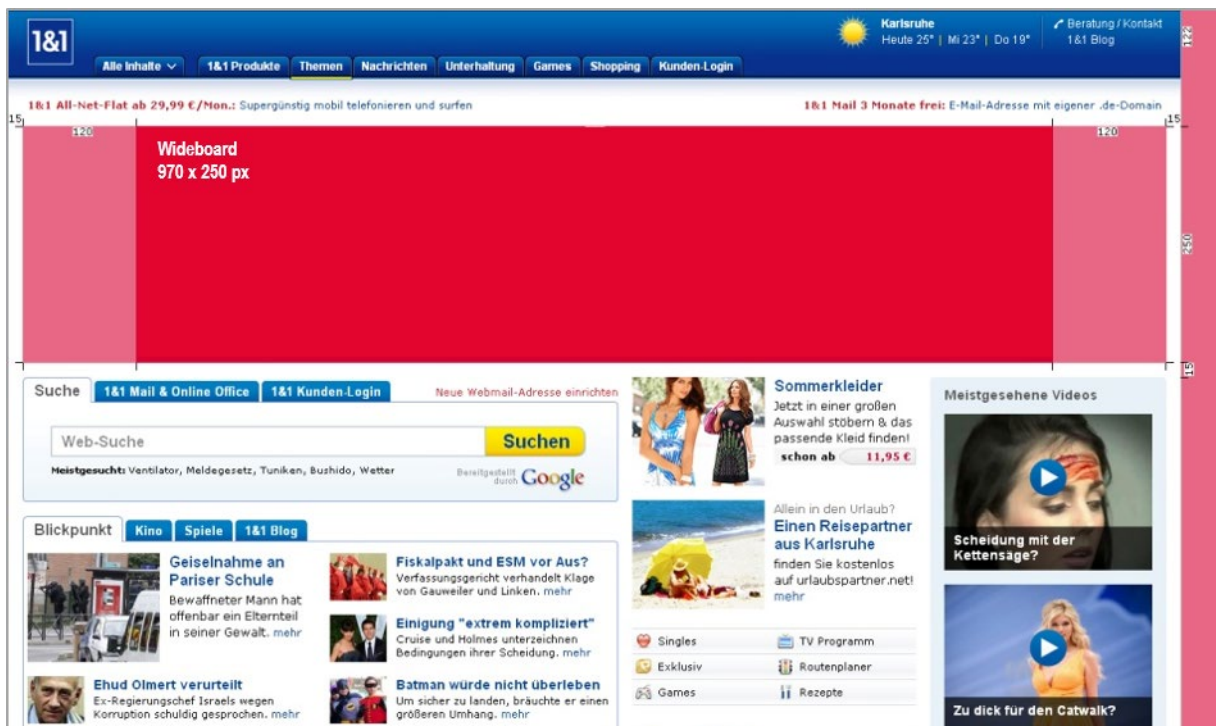 1&1
Karlsruhe
Heute 25° | Mi 23° | Do 19°
Beratung / Kontakt
1&1 Blog
Alle Inhalte
1&1 Produkte
Themen
Nachrichten
Unterhaltung
Games
Shopping
Kunden-Login
122
1&1 All-Net-Flat ab 29,99 €/Mon.: Supergünstig mobil telefonieren und surfen
1&1 Mail 3 Monate frei: E-Mail-Adresse mit eigener .de-Domain
15
120
120
15
Wideboard
970 x 250 px
250
15
Suche
1&1 Mail & Online Office
1&1 Kunden-Login
Neue Webmail-Adresse einrichten
Web-Suche
Suchen
Meistgesucht: Ventilator, Meldegesetz, Tuniken, Bushido, Wetter
Bereitgestellt
durch Google
Blickpunkt
Kino
Spiele
1&1 Blog
Geiselnahme an
Pariser Schule
Bewaffneter Mann hat
offenbar ein Elternteil
in seiner Gewalt. mehr
Fiskalpakt und ESM vor Aus?
Verfassungsgericht verhandelt Klage
von Gauweiler und Linken. mehr
Einigung "extrem kompliziert"
Cruise und Holmes unterzeichnen
Bedingungen ihrer Scheidung. mehr
Ehud Olmert verurteilt
Ex-Regierungschef Israels wegen
Korruption schuldig gesprochen. mehr
Batman würde nicht überleben
Um sicher zu landen, bräuchte er einen
größeren Umhang. mehr
Sommerkleider
Jetzt in einer großen
Auswahl stöbern & das
passende Kleid finden!
schon ab 11,95 €
Allein in den Urlaub?
Einen Reisepartner
aus Karlsruhe
finden Sie kostenlos
auf urlaubspartner.net!
mehr
Singles
TV Programm
Exklusiv
Routenplaner
Games
Rezepte
Meistgesehene Videos
Scheidung mit der
Kettensäge?
Zu dick für den Catwalk?